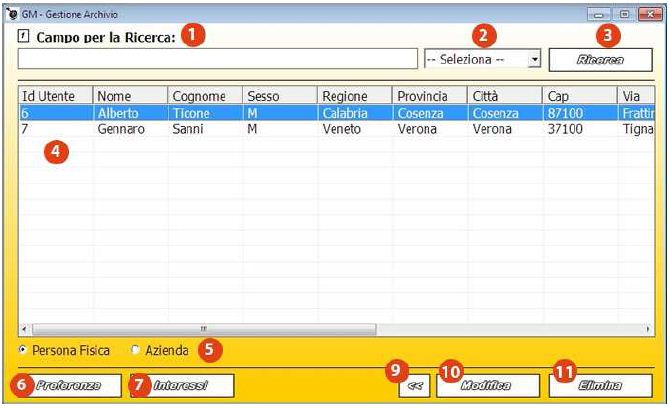 GM - Gestione Archivio
Campo per la Ricerca: 1
2 3
-- Seleziona -- Ricerca
Id Utente Nome Cognome Sesso Regione Provincia Città Cap Via
6 Alberto Ticone M Calabria Cosenza Cosenza 87100 Frattin
7 Gennaro Sanni M Veneto Verona Verona 37100 Tigna
4
Persona Fisica Azienda 5
6 Preferenze 7 Interessi 9 << 10 Modifica 11 Elimina